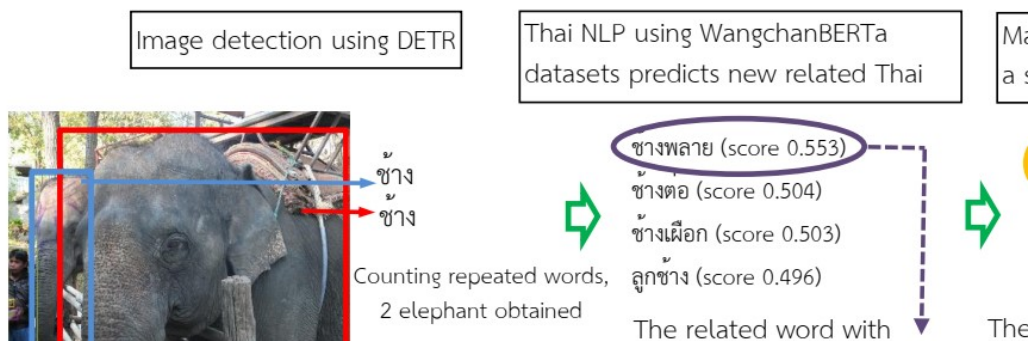 Image detection using DETR
ช้าง
ช้าง
Counting repeated words,
2 elephant obtained
Thai NLP using WangchanBERTa
datasets predicts new related Thai
ช้างพลาย (score 0.553)
ช้างต่อ (score 0.504)
ช้างเผือก (score 0.503)
ลูกช้าง (score 0.496)
The related word with
Ma
a s
The